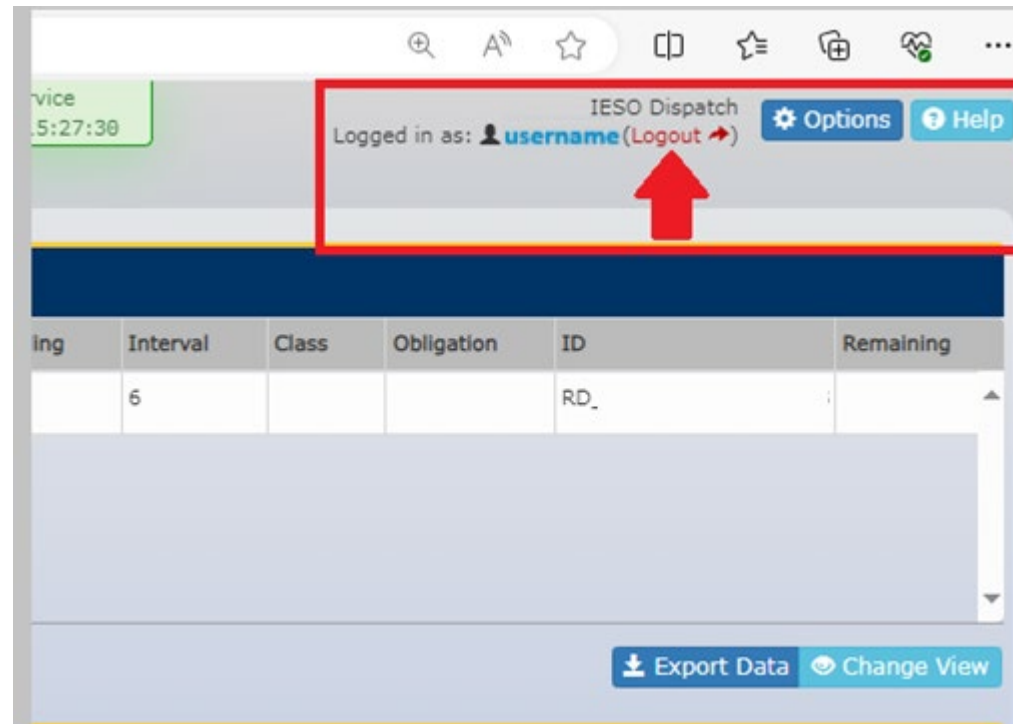 vice
5:27:30
IESO Dispatch
Logged in as: username (Logout)
Options
Help
ing Interval Class Obligation ID Remaining
6 RD_
Export Data Change View